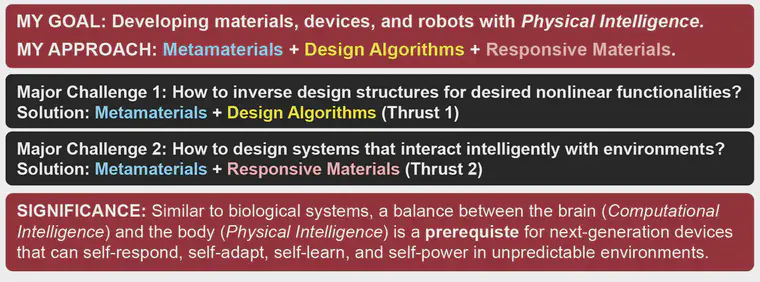 MY GOAL: Developing materials, devices, and robots with Physical Intelligence.
MY APPROACH: Metamaterials + Design Algorithms + Responsive Materials.
Major Challenge 1: How to inverse design structures for desired nonlinear functionalities?
Solution: Metamaterials + Design Algorithms (Thrust 1)
Major Challenge 2: How to design systems that interact intelligently with environments?
Solution: Metamaterials + Responsive Materials (Thrust 2)
SIGNIFICANCE: Similar to biological systems, a balance between the brain (Computational
Intelligence) and the body (Physical Intelligence) is a prerequiste for next-generation devices
that can self-respond, self-adapt, self-learn, and self-power in unpredictable environments.